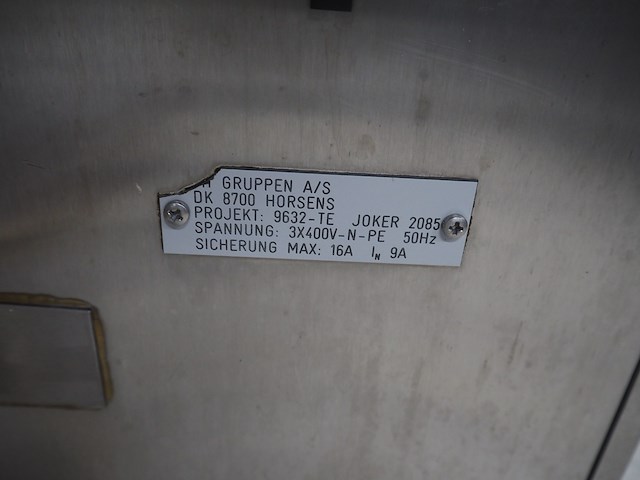 GRUPPEN A/S
DK 8700 HORSENS
PROJEKT: 9632-TE JOKER 2085
SPANNUNG: 3X400V-N-PE 50Hz
SICHERUNG MAX: 16A IN 9A